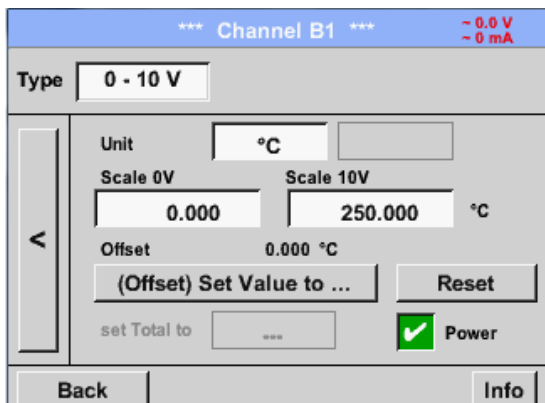 *** Channel B1 *** ~ 0.0 V
~ 0 mA
Type 0 - 10 V
Unit °C
Scale 0V Scale 10V
< 0.000 250.000 °C
Offset 0.000 °C
(Offset) Set Value to ... Reset
set Total to --- ✔ Power
Back Info